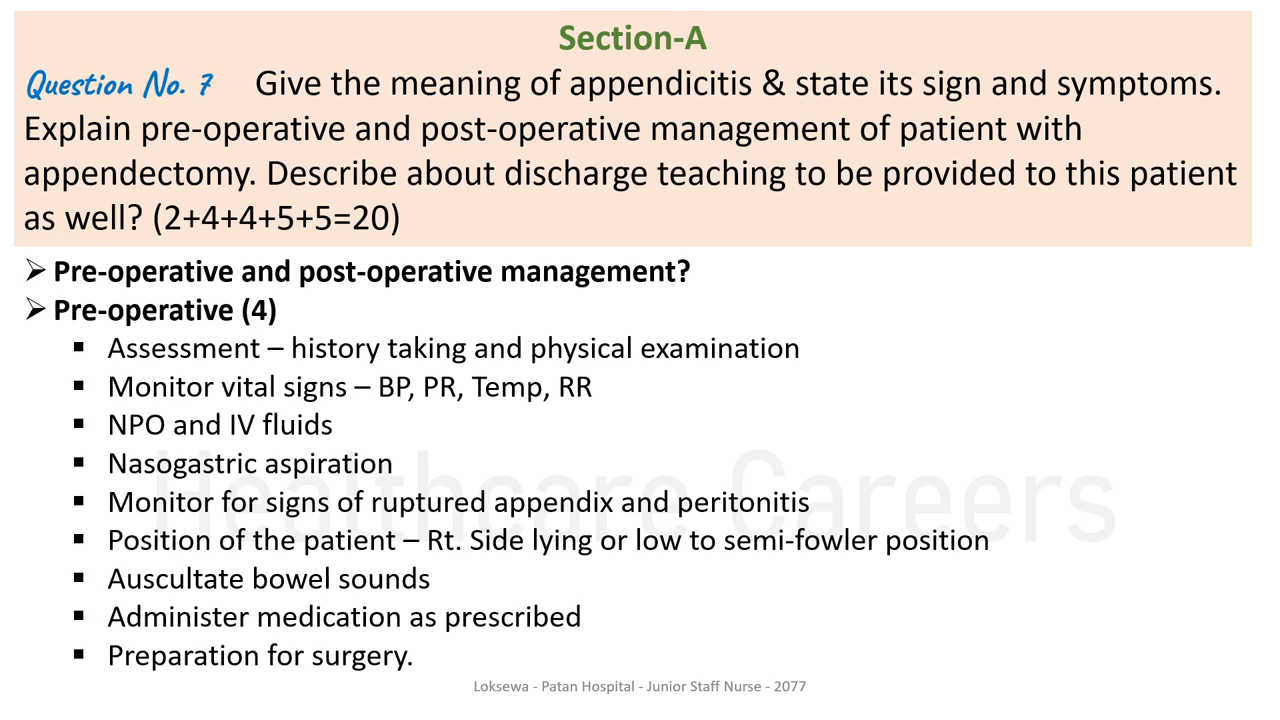 Section-A
Question No. 7 Give the meaning of appendicitis & state its sign and symptoms.
Explain pre-operative and post-operative management of patient with
appendectomy. Describe about discharge teaching to be provided to this patient
as well? (2+4+4+5+5=20)
➢ Pre-operative and post-operative management?
➢ Pre-operative (4)
▪ Assessment – history taking and physical examination
▪ Monitor vital signs – BP, PR, Temp, RR
▪ NPO and IV fluids
▪ Nasogastric aspiration
▪ Monitor for signs of ruptured appendix and peritonitis
▪ Position of the patient – Rt. Side lying or low to semi-fowler position
▪ Auscultate bowel sounds
▪ Administer medication as prescribed
▪ Preparation for surgery.
Healthcare Careers
Loksewa - Patan Hospital - Junior Staff Nurse - 2077